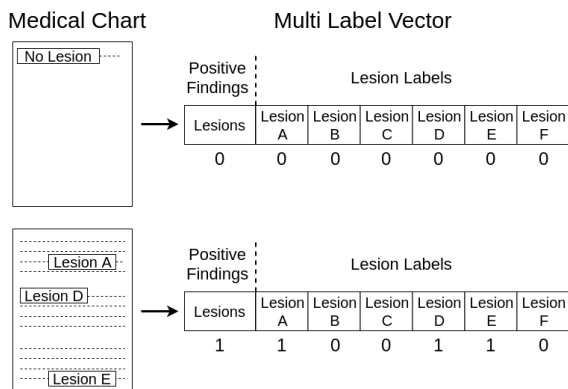 Medical Chart
Multi Label Vector
No Lesion
Positive
Findings
Lesion Labels
Lesions
Lesion
A
Lesion
B
Lesion
C
Lesion
D
Lesion
E
Lesion
F
0 0 0 0 0 0 0
Lesion A
Lesion D
Lesion E
Positive
Findings
Lesion Labels
Lesions
Lesion
A
Lesion
B
Lesion
C
Lesion
D
Lesion
E
Lesion
F
1 1 0 0 1 1 0